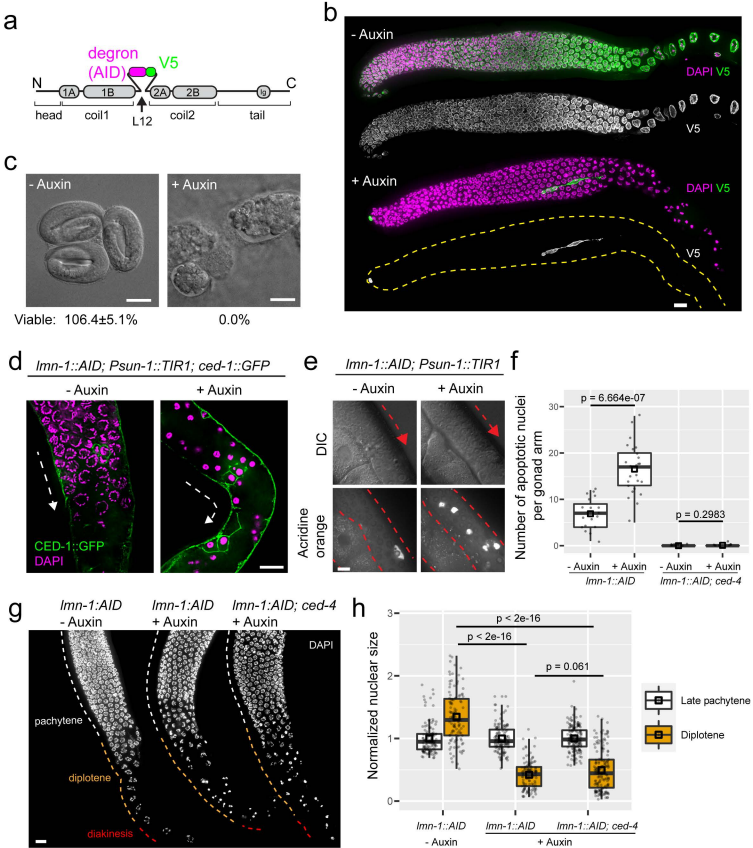 a
degron
(AID)
V5
N
C
1A
1B
2A
2B
Ig
head
coil1
L12
coil2
tail
b
- Auxin
DAPI V5
V5
+ Auxin
DAPI V5
V5
c
- Auxin
+ Auxin
Viable: 106.4±5.1%
0.0%
d
lmn-1::AID; Psun-1::TIR1; ced-1::GFP
- Auxin
+ Auxin
CED-1::GFP
DAPI
e
lmn-1::AID; Psun-1::TIR1
- Auxin
+ Auxin
DIC
Acridine
orange
f
Number of apoptotic nuclei
per gonad arm
30
20
10
0
p = 6.664e-07
p = 0.2983
- Auxin
+ Auxin
- Auxin
+ Auxin
lmn-1::AID
lmn-1::AID; ced-4
g
lmn-1:AID
- Auxin
lmn-1:AID
+ Auxin
lmn-1:AID; ced-4
+ Auxin
DAPI
pachytene
diplotene
diakinesis
h
Normalized nuclear size
3
2
1
0
p < 2e-16
p < 2e-16
p = 0.061
lmn-1::AID
lmn-1::AID
lmn-1::AID; ced-4
- Auxin
+ Auxin
Late pachytene
Diplotene